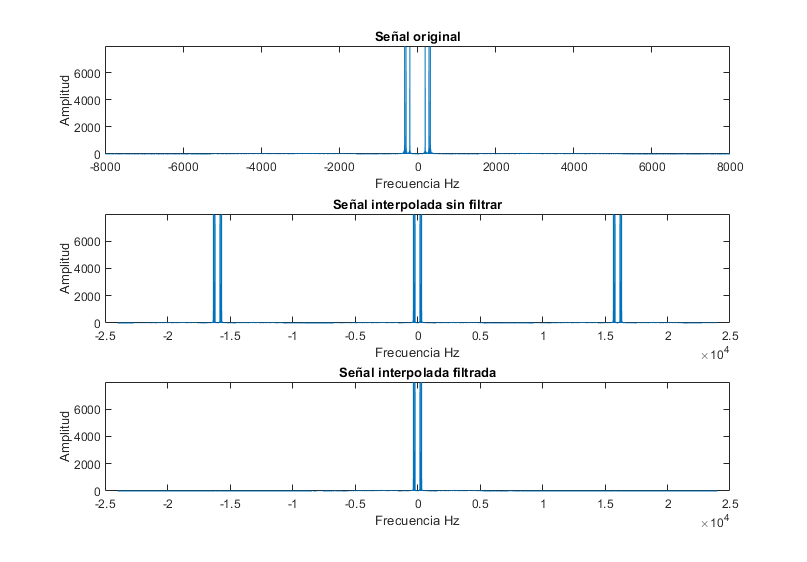 Señal original
Amplitud
6000
4000
2000
0
-8000 -6000 -4000 -2000 0 2000 4000 6000 8000
Frecuencia Hz
Señal interpolada sin filtrar
Amplitud
6000
4000
2000
0
-2.5 -2 -1.5 -1 -0.5 0 0.5 1 1.5 2 2.5
×10^4
Frecuencia Hz
Señal interpolada filtrada
Amplitud
6000
4000
2000
0
-2.5 -2 -1.5 -1 -0.5 0 0.5 1 1.5 2 2.5
×10^4
Frecuencia Hz